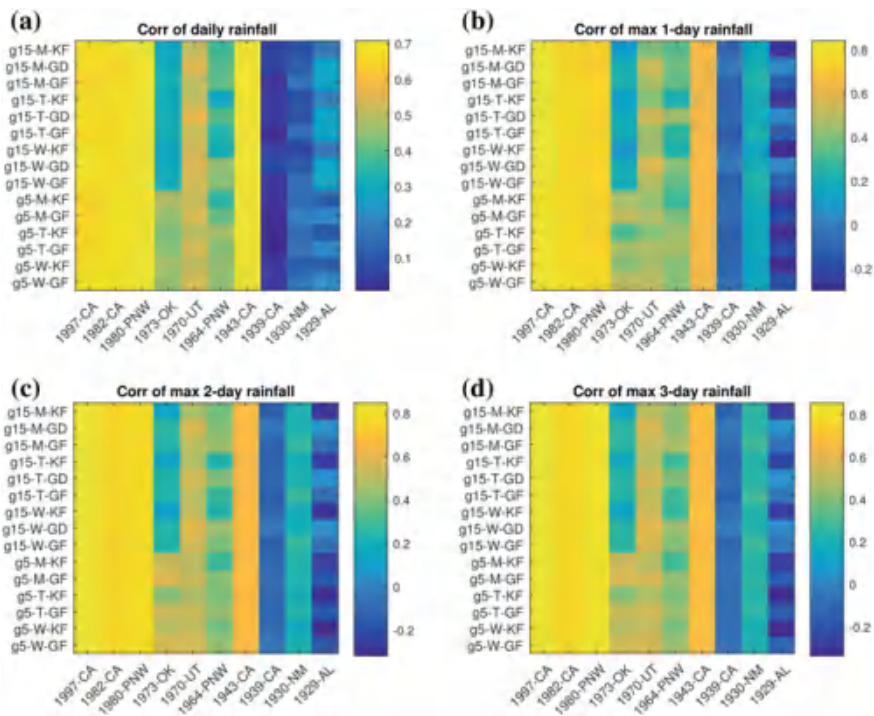 (a)
Corr of daily rainfall
g15-M-KF
g15-M-GD
g15-M-GF
g15-T-KF
g15-T-GD
g15-T-GF
g15-W-KF
g15-W-GD
g15-W-GF
g5-M-KF
g5-M-GF
g5-T-KF
g5-T-GF
g5-W-KF
g5-W-GF
0.7
0.6
0.5
0.4
0.3
0.2
0.1
1997-CA
1982-CA
1980-PNW
1973-OK
1970-UT
1964-PNW
1943-CA
1939-CA
1930-NM
1929-AL
(b)
Corr of max 1-day rainfall
g15-M-KF
g15-M-GD
g15-M-GF
g15-T-KF
g15-T-GD
g15-T-GF
g15-W-KF
g15-W-GD
g15-W-GF
g5-M-KF
g5-M-GF
g5-T-KF
g5-T-GF
g5-W-KF
g5-W-GF
0.8
0.6
0.4
0.2
0
-0.2
1997-CA
1982-CA
1980-PNW
1973-OK
1970-UT
1964-PNW
1943-CA
1939-CA
1930-NM
1929-AL
(c)
Corr of max 2-day rainfall
g15-M-KF
g15-M-GD
g15-M-GF
g15-T-KF
g15-T-GD
g15-T-GF
g15-W-KF
g15-W-GD
g15-W-GF
g5-M-KF
g5-M-GF
g5-T-KF
g5-T-GF
g5-W-KF
g5-W-GF
0.8
0.6
0.4
0.2
0
-0.2
1997-CA
1982-CA
1980-PNW
1973-OK
1970-UT
1964-PNW
1943-CA
1939-CA
1930-NM
1929-AL
(d)
Corr of max 3-day rainfall
g15-M-KF
g15-M-GD
g15-M-GF
g15-T-KF
g15-T-GD
g15-T-GF
g15-W-KF
g15-W-GD
g15-W-GF
g5-M-KF
g5-M-GF
g5-T-KF
g5-T-GF
g5-W-KF
g5-W-GF
0.8
0.6
0.4
0.2
0
-0.2
1997-CA
1982-CA
1980-PNW
1973-OK
1970-UT
1964-PNW
1943-CA
1939-CA
1930-NM
1929-AL